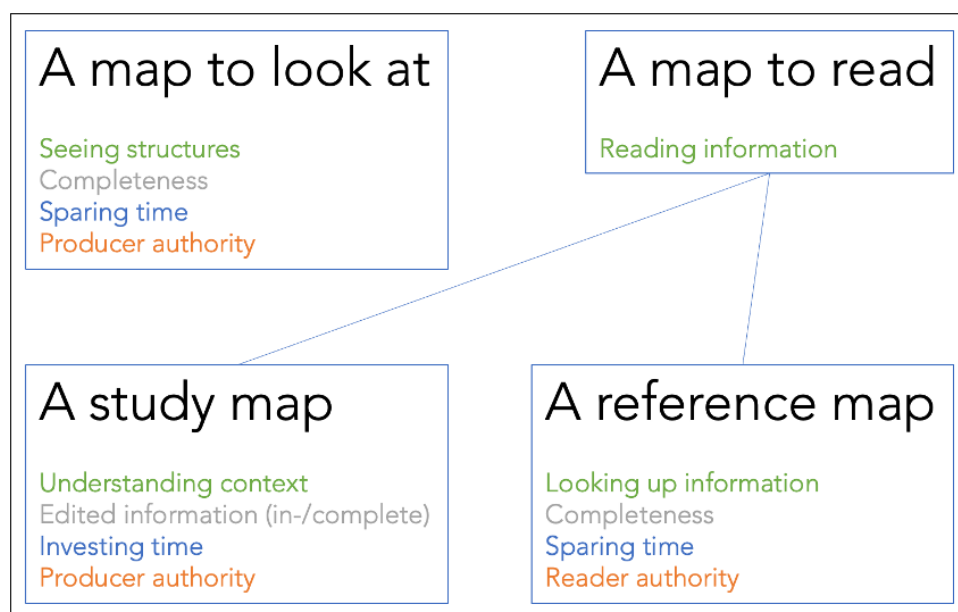 A map to look at
Seeing structures
Completeness
Sparing time
Producer authority
A map to read
Reading information
A study map
Understanding context
Edited information (in-/complete)
Investing time
Producer authority
A reference map
Looking up information
Completeness
Sparing time
Reader authority